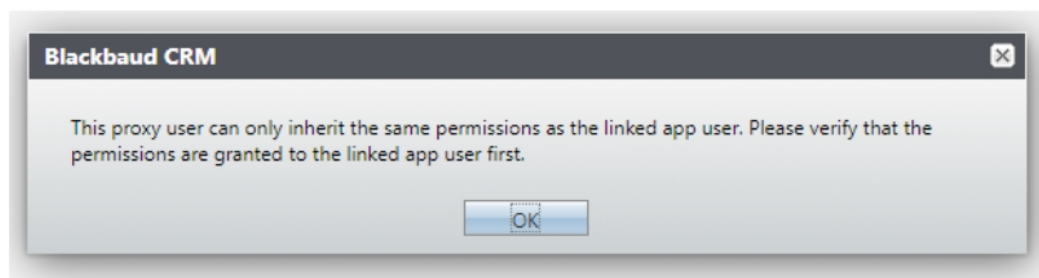 Blackbaud CRM
This proxy user can only inherit the same permissions as the linked app user. Please verify that the
permissions are granted to the linked app user first.
OK